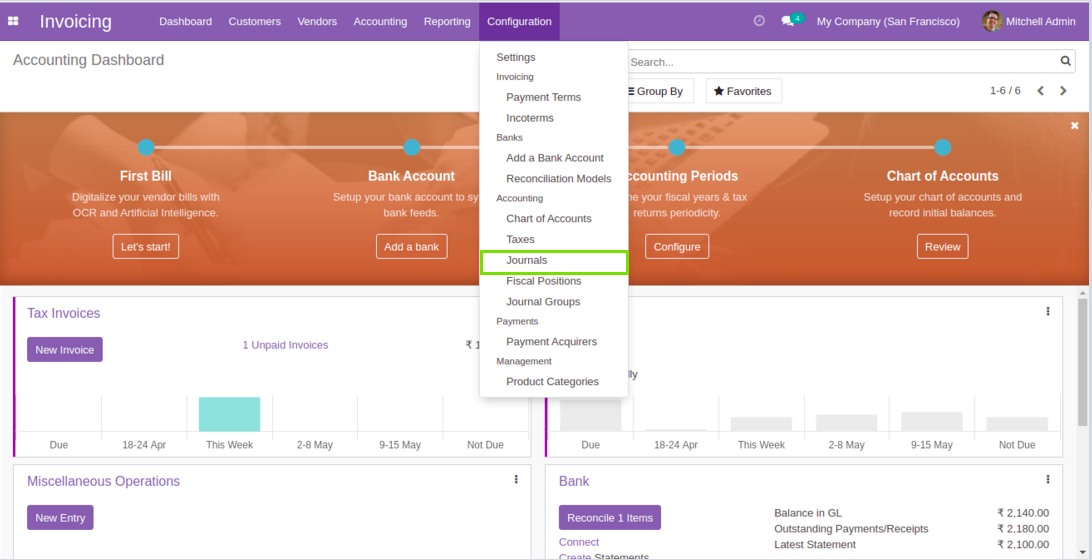 Invoicing
Dashboard Customers Vendors Accounting Reporting Configuration
4 My Company (San Francisco) Mitchell Admin
Accounting Dashboard
Search...
Group By Favorites
1-6 / 6
Settings
Invoicing
Payment Terms
Incoterms
Banks
Add a Bank Account
Reconciliation Models
Accounting
Chart of Accounts
Taxes
Journals
Fiscal Positions
Journal Groups
Payments
Payment Acquirers
Management
Product Categories
First Bill
Digitalize your vendor bills with
OCR and Artificial Intelligence.
Let's start!
Bank Account
Setup your bank account to sy
bank feeds.
Add a bank
ccounting Periods
ne your fiscal years & tax
returns periodicity.
Configure
Chart of Accounts
Setup your chart of accounts and
record initial balances.
Review
Tax Invoices
New Invoice
1 Unpaid Invoices
₹ 1
Due 18-24 Apr This Week 2-8 May 9-15 May Not Due
lly
Due 18-24 Apr This Week 2-8 May 9-15 May Not Due
Miscellaneous Operations
New Entry
Bank
Reconcile 1 Items
Connect
Create Statements
Balance in GL ₹ 2,140.00
Outstanding Payments/Receipts ₹ 2,180.00
Latest Statement ₹ 2,100.00